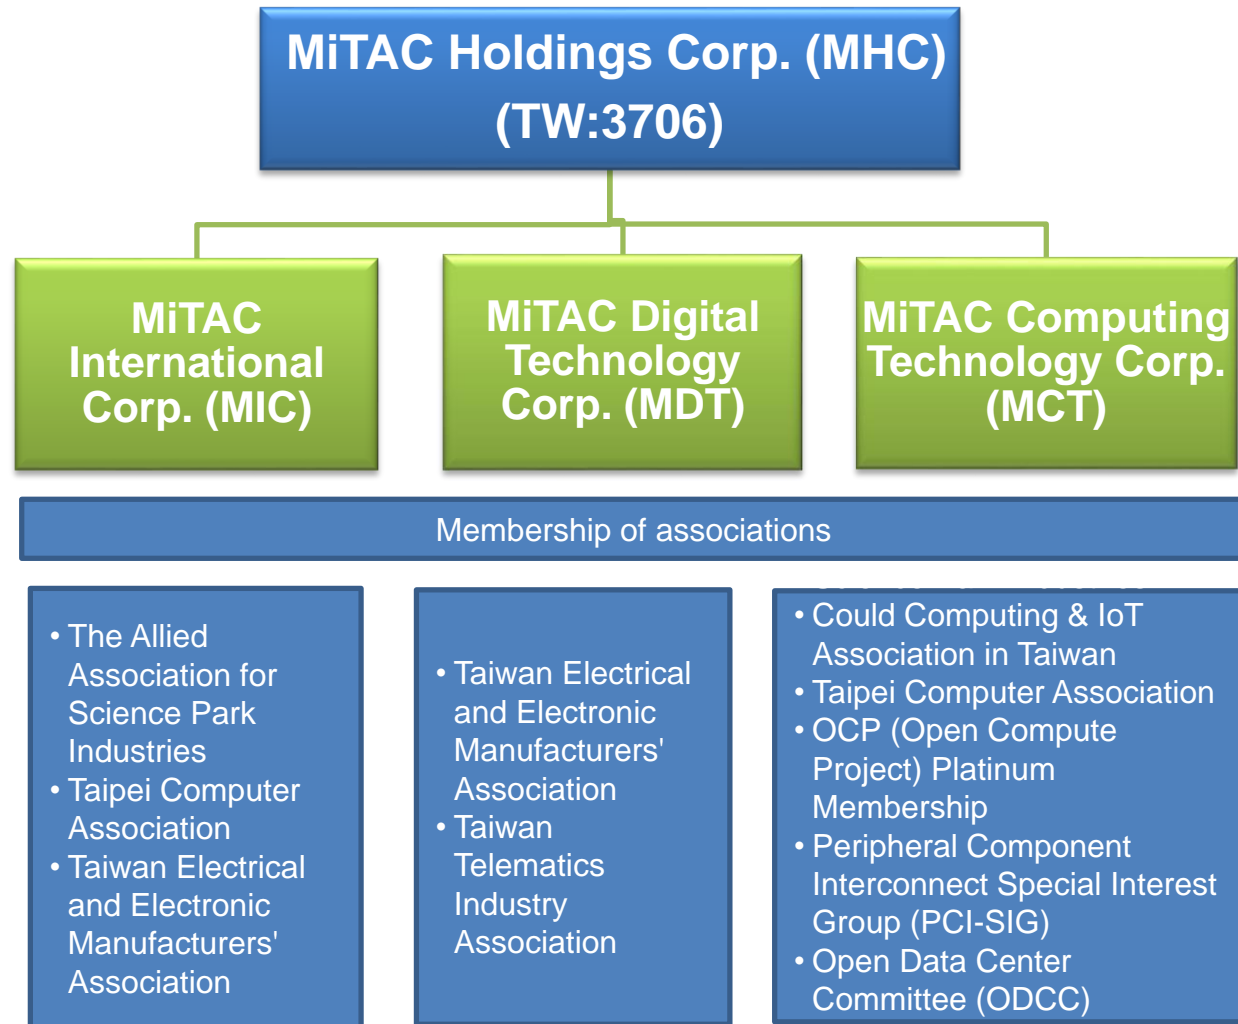 MiTAC Holdings Corp. (MHC)
(TW:3706)
MiTAC
International
Corp. (MIC)
MiTAC Digital
Technology
Corp. (MDT)
MiTAC Computing
Technology Corp.
(MCT)
Membership of associations
• The Allied
Association for
Science Park
Industries
• Taipei Computer
Association
• Taiwan Electrical
and Electronic
Manufacturers'
Association
• Taiwan Electrical
and Electronic
Manufacturers'
Association
• Taiwan
Telematics
Industry
Association
• Could Computing & IoT
Association in Taiwan
• Taipei Computer Association
• OCP (Open Compute
Project) Platinum
Membership
• Peripheral Component
Interconnect Special Interest
Group (PCI-SIG)
• Open Data Center
Committee (ODCC)